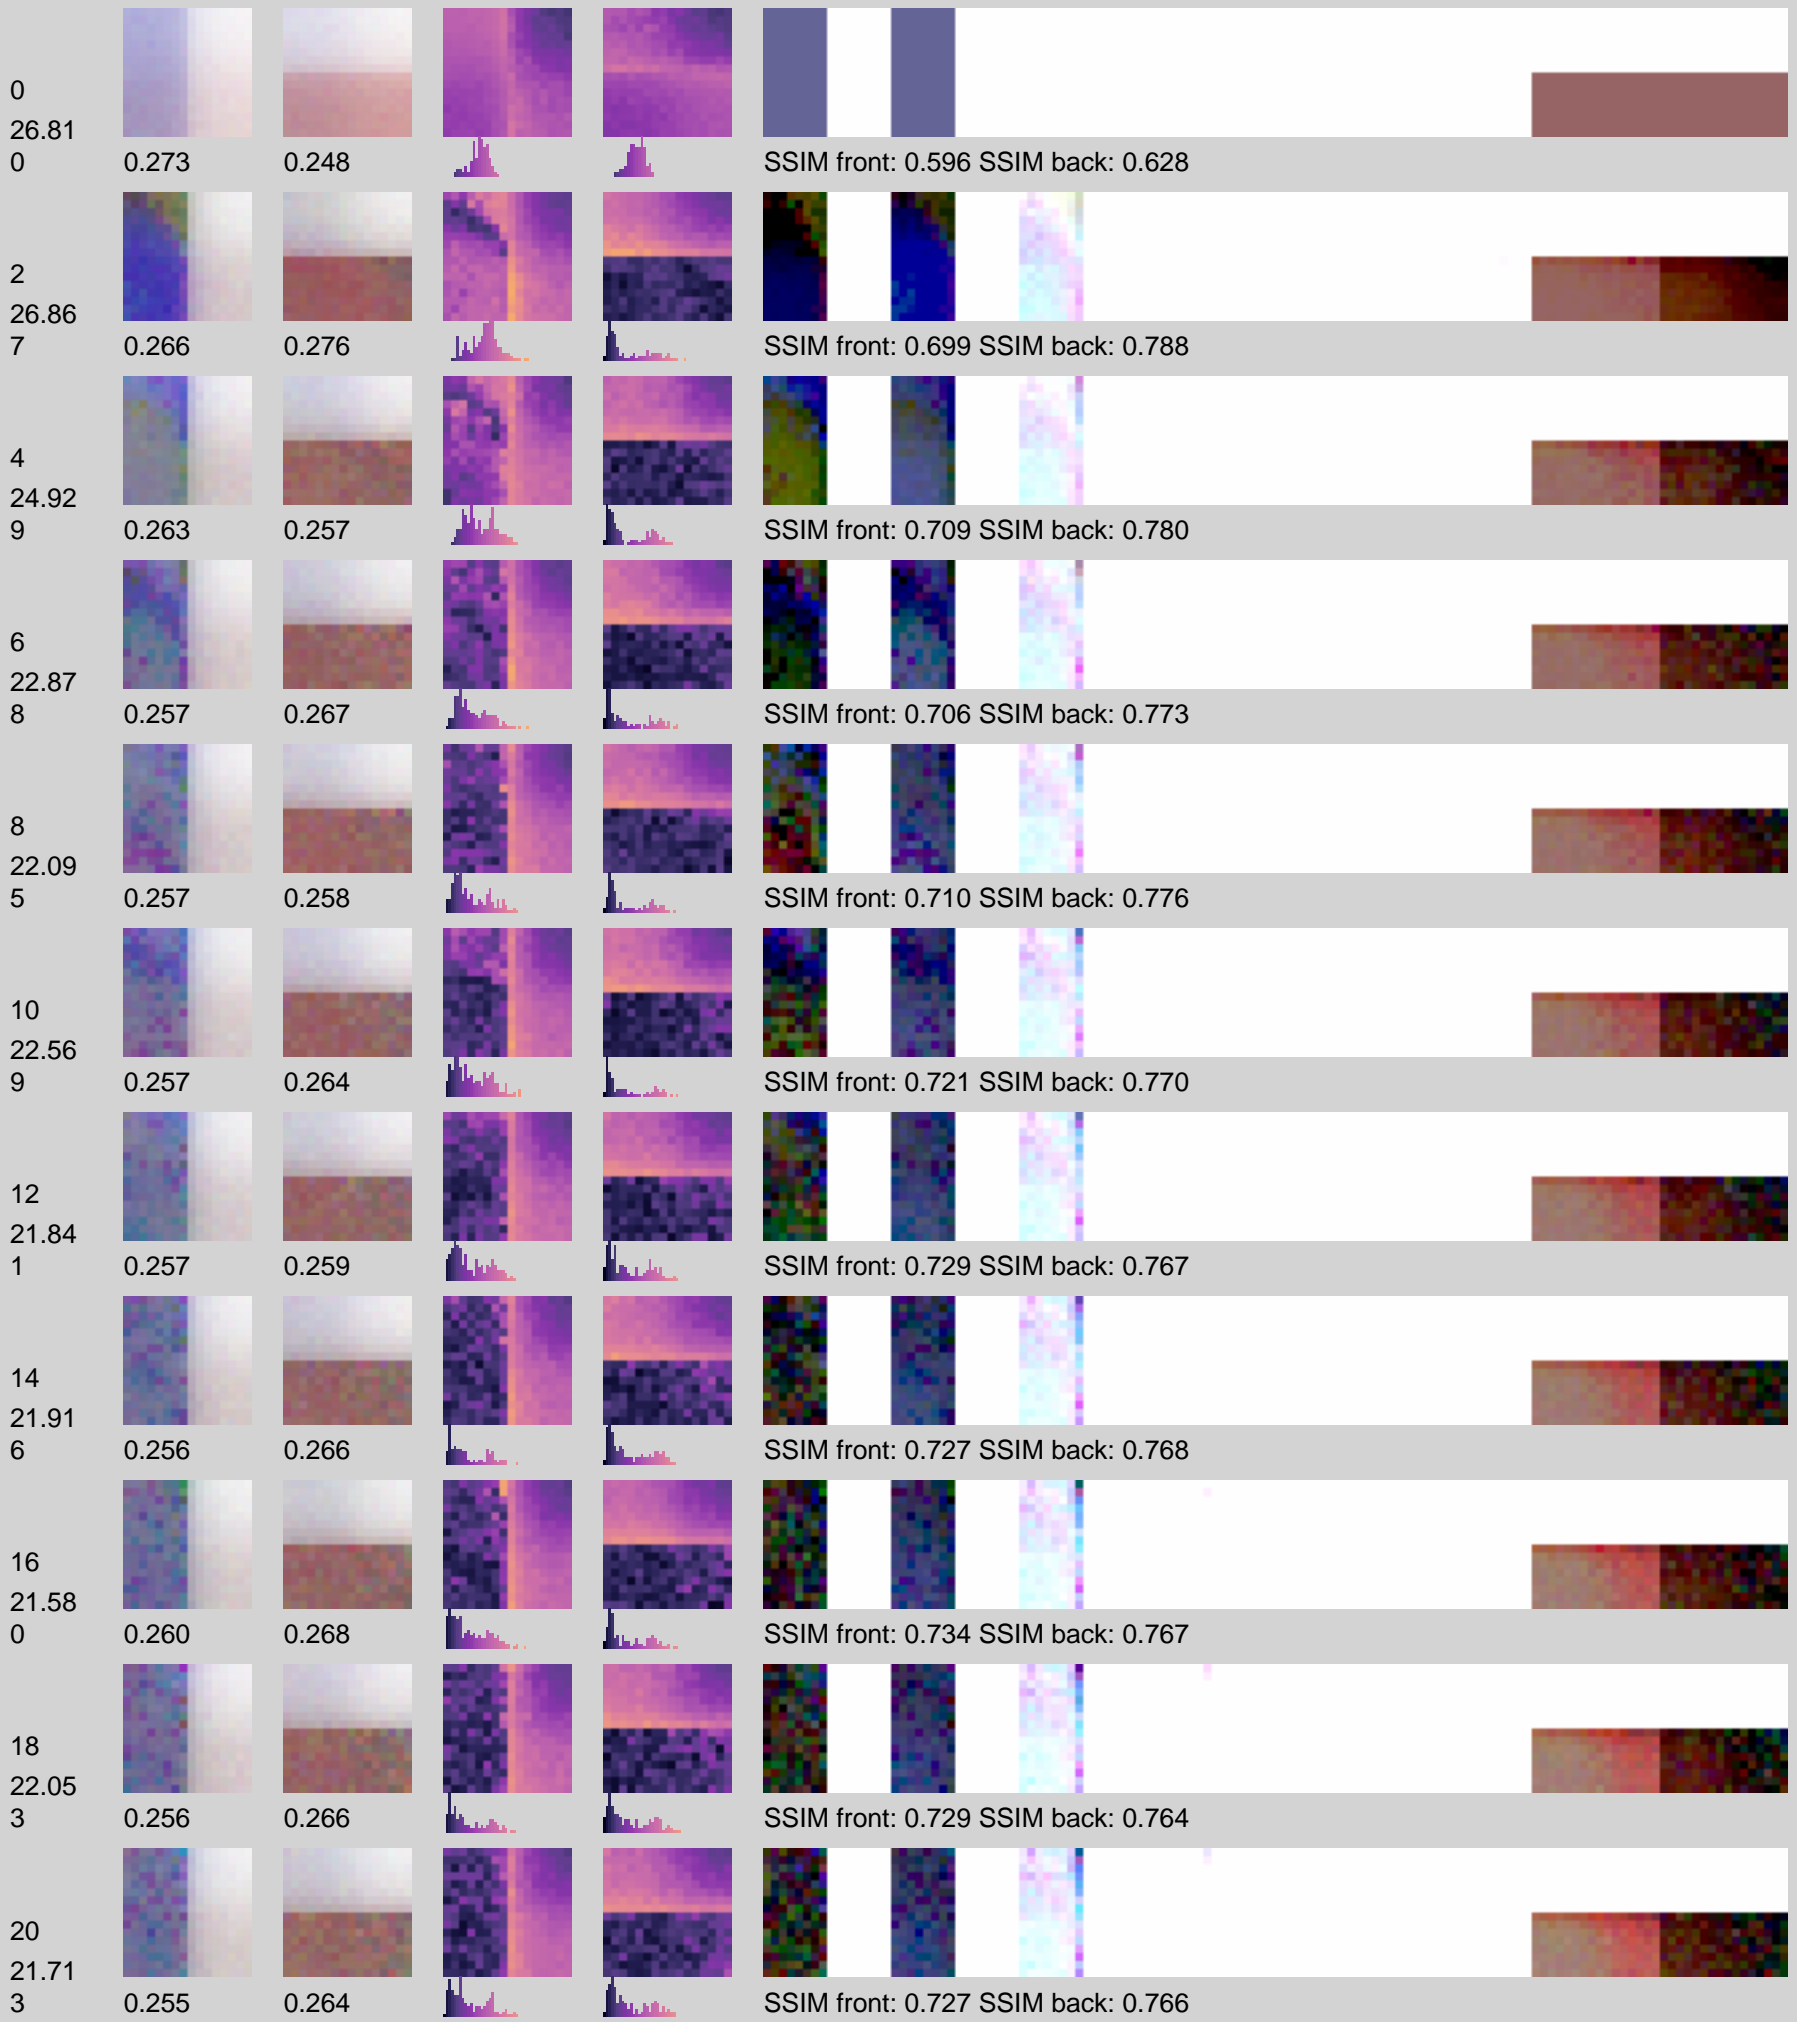 0
26.81
0 0.273 0.248 SSIM front: 0.596 SSIM back: 0.628
2
26.86
7 0.266 0.276 SSIM front: 0.699 SSIM back: 0.788
4
24.92
9 0.263 0.257 SSIM front: 0.709 SSIM back: 0.780
6
22.87
8 0.257 0.267 SSIM front: 0.706 SSIM back: 0.773
8
22.09
5 0.257 0.258 SSIM front: 0.710 SSIM back: 0.776
10
22.56
9 0.257 0.264 SSIM front: 0.721 SSIM back: 0.770
12
21.84
1 0.257 0.259 SSIM front: 0.729 SSIM back: 0.767
14
21.91
6 0.256 0.266 SSIM front: 0.727 SSIM back: 0.768
16
21.58
0 0.260 0.268 SSIM front: 0.734 SSIM back: 0.767
18
22.05
3 0.256 0.266 SSIM front: 0.729 SSIM back: 0.764
20
21.71
3 0.255 0.264 SSIM front: 0.727 SSIM back: 0.766